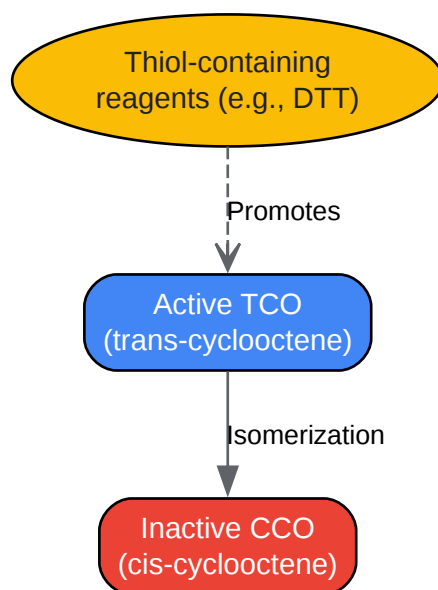 Thiol-containing
reagents (e.g., DTT)
Promotes
Active TCO
(trans-cyclooctene)
Isomerization
Inactive CCO
(cis-cyclooctene)